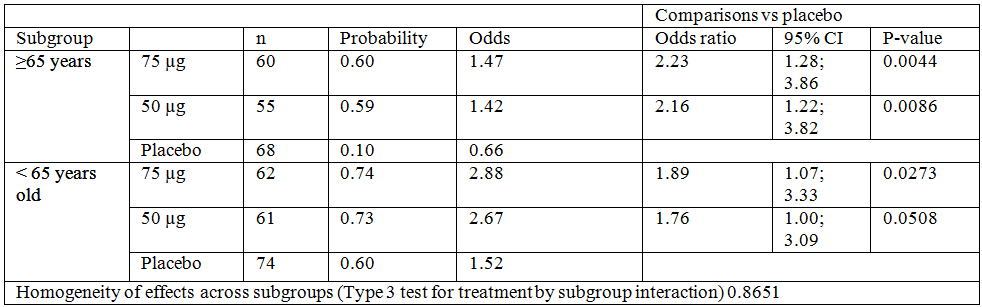 Comparisons vs placebo
Subgroup n Probability Odds Odds ratio 95% CI P-value
≥65 years 75 µg 60 0.60 1.47 2.23 1.28; 3.86 0.0044
50 µg 55 0.59 1.42 2.16 1.22; 3.82 0.0086
Placebo 68 0.10 0.66
< 65 years old 75 µg 62 0.74 2.88 1.89 1.07; 3.33 0.0273
50 µg 61 0.73 2.67 1.76 1.00; 3.09 0.0508
Placebo 74 0.60 1.52
Homogeneity of effects across subgroups (Type 3 test for treatment by subgroup interaction) 0.8651